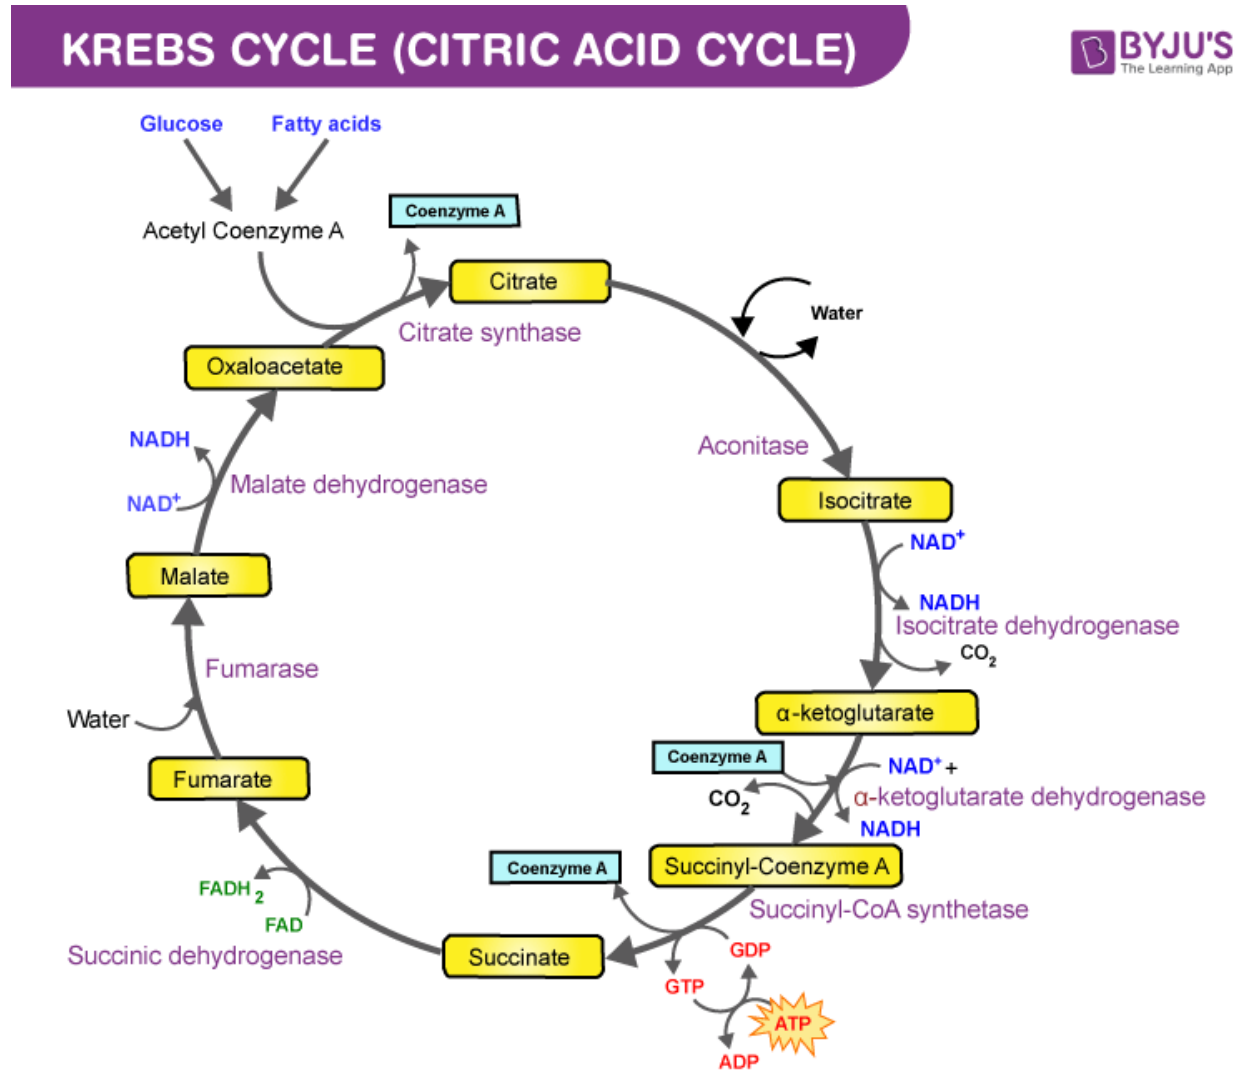 KREBS CYCLE (CITRIC ACID CYCLE)
BYJU'S
The Learning App
Glucose
Fatty acids
Acetyl Coenzyme A
Coenzyme A
Citrate
Water
Citrate synthase
Oxaloacetate
NADH
Aconitase
Malate dehydrogenase
NAD⁺
Isocitrate
NAD⁺
Malate
NADH
Isocitrate dehydrogenase
CO₂
Fumarase
Water
α-ketoglutarate
Coenzyme A
NAD⁺ +
Fumarate
CO₂
α-ketoglutarate dehydrogenase
NADH
Coenzyme A
Succinyl-Coenzyme A
FADH₂
FAD
Succinyl-CoA synthetase
Succinic dehydrogenase
Succinate
GDP
GTP
ATP
ADP